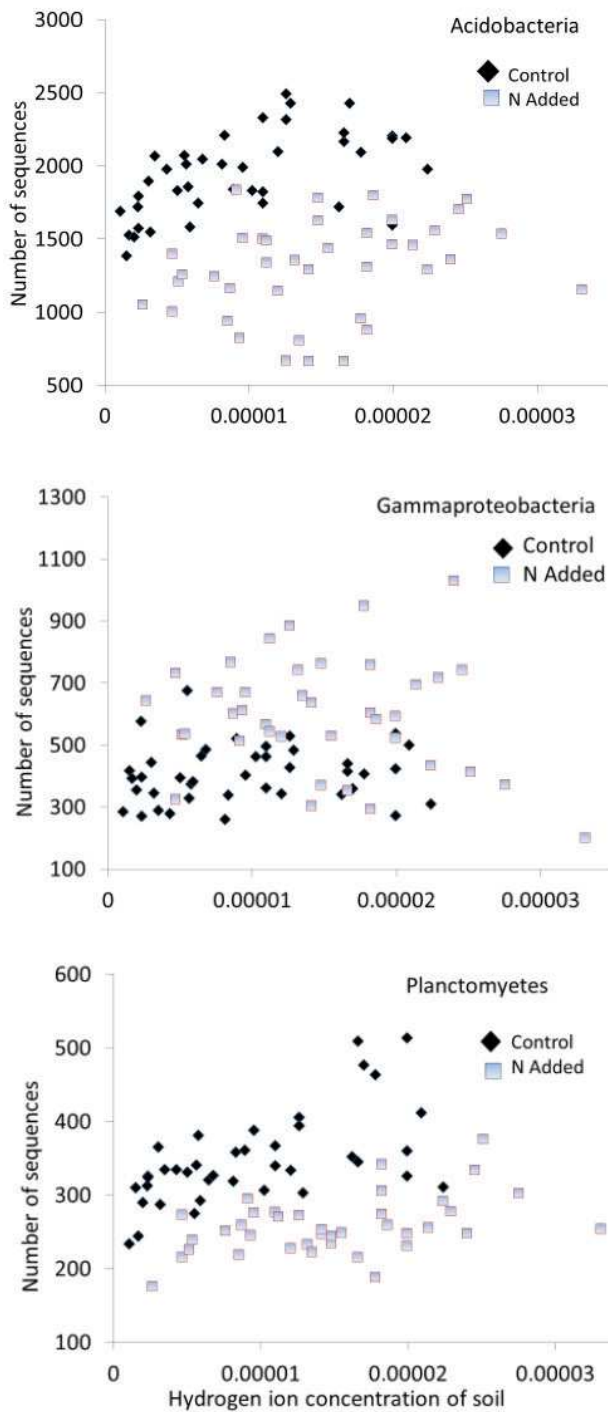 Acidobacteria
Control
N Added
Number of sequences
3000
2500
2000
1500
1000
500
0 0.00001 0.00002 0.00003
Gammaproteobacteria
Control
N Added
Number of sequences
1300
1100
900
700
500
300
100
0 0.00001 0.00002 0.00003
Planctomyetes
Control
N Added
Number of sequences
600
500
400
300
200
100
0 0.00001 0.00002 0.00003
Hydrogen ion concentration of soil